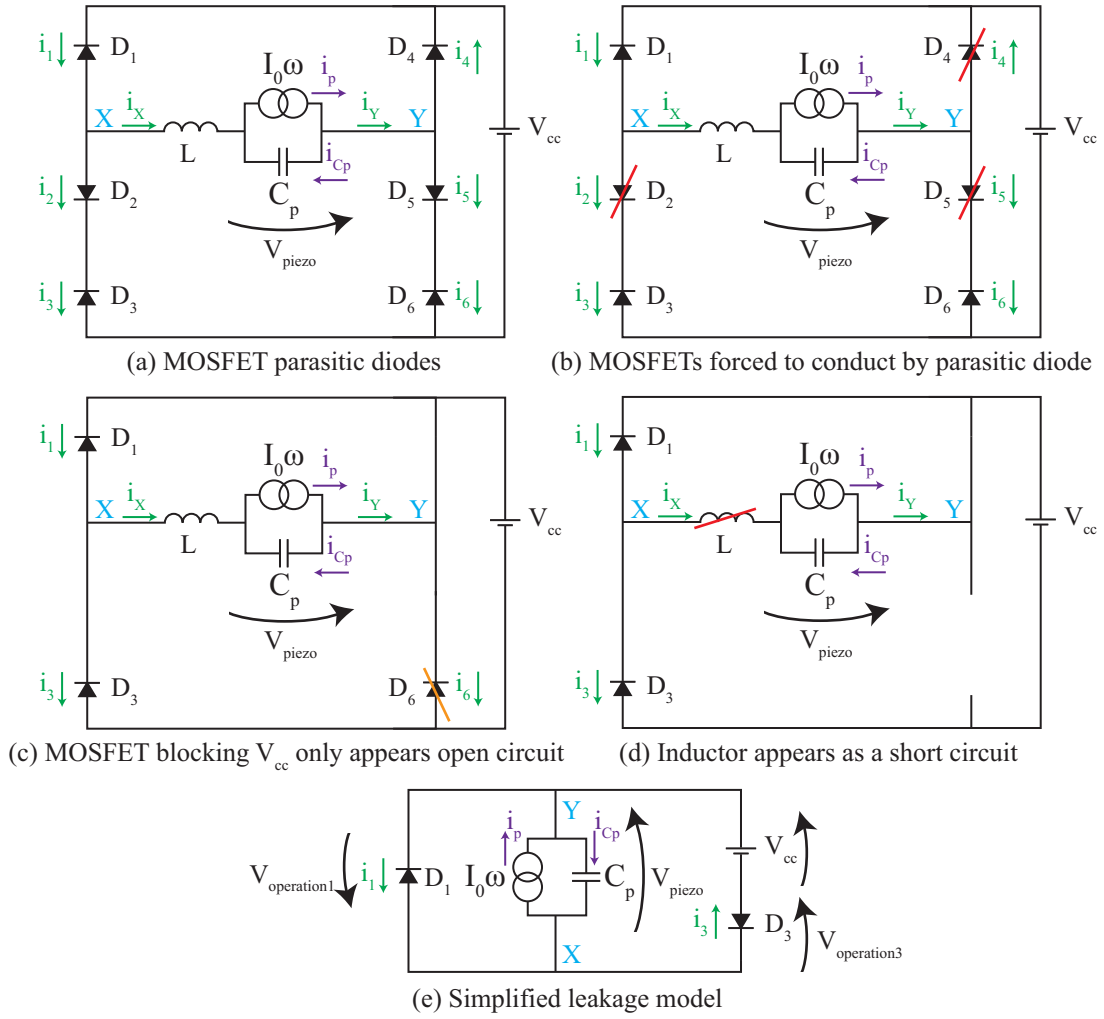 i1 D1 I0ω ip D4 i4
X iX L iY Y Vcc
iCp
i2 D2 Cp D5 i5
Vpiezo
i3 D3 D6 i6
(a) MOSFET parasitic diodes
i1 D1 I0ω ip D4 i4
X iX L iY Y Vcc
iCp
i2 D2 Cp D5 i5
Vpiezo
i3 D3 D6 i6
(b) MOSFETs forced to conduct by parasitic diode
i1 D1 I0ω ip
X iX L iY Y Vcc
iCp
Cp
Vpiezo
i3 D3 D6 i6
(c) MOSFET blocking Vcc only appears open circuit
i1 D1 I0ω ip
X iX L iY Y Vcc
iCp
Cp
Vpiezo
i3 D3
(d) Inductor appears as a short circuit
Y
ip iCp Vcc
Voperation1 i1 D1 I0ω Cp Vpiezo
i3 D3 Voperation3
X
(e) Simplified leakage model